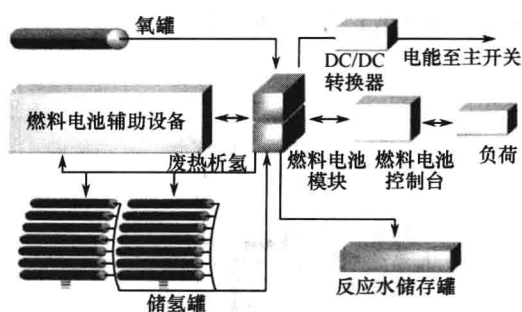 氧罐
DC/DC
转换器
电能至主开关
燃料电池辅助设备
废热析氢
燃料电池
模块
燃料电池
控制台
负荷
储氢罐
反应水储存罐